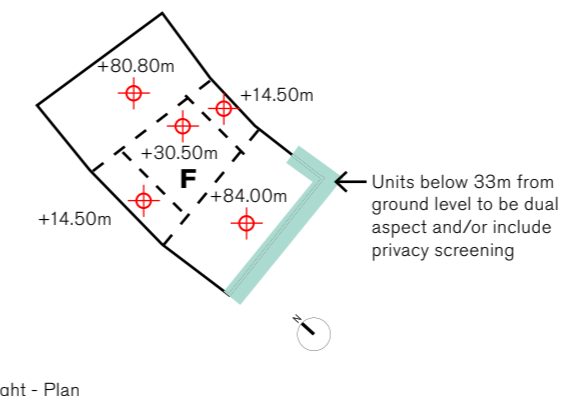 +80.80m
+14.50m
+30.50m
F
+84.00m
+14.50m
Units below 33m from
ground level to be dual
aspect and/or include
privacy screening
N
ght - Plan